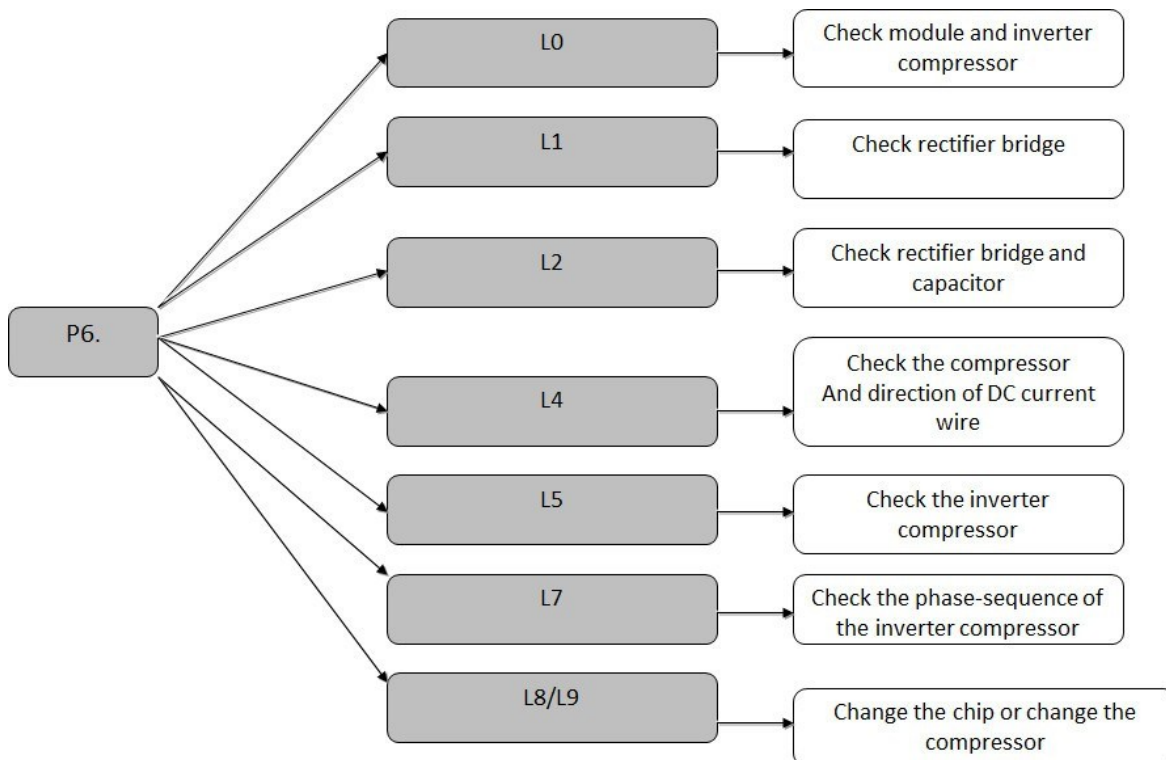 L0
Check module and inverter
compressor
L1
Check rectifier bridge
L2
Check rectifier bridge and
capacitor
P6.
L4
Check the compressor
And direction of DC current
wire
L5
Check the inverter
compressor
L7
Check the phase-sequence of
the inverter compressor
L8/L9
Change the chip or change the
compressor